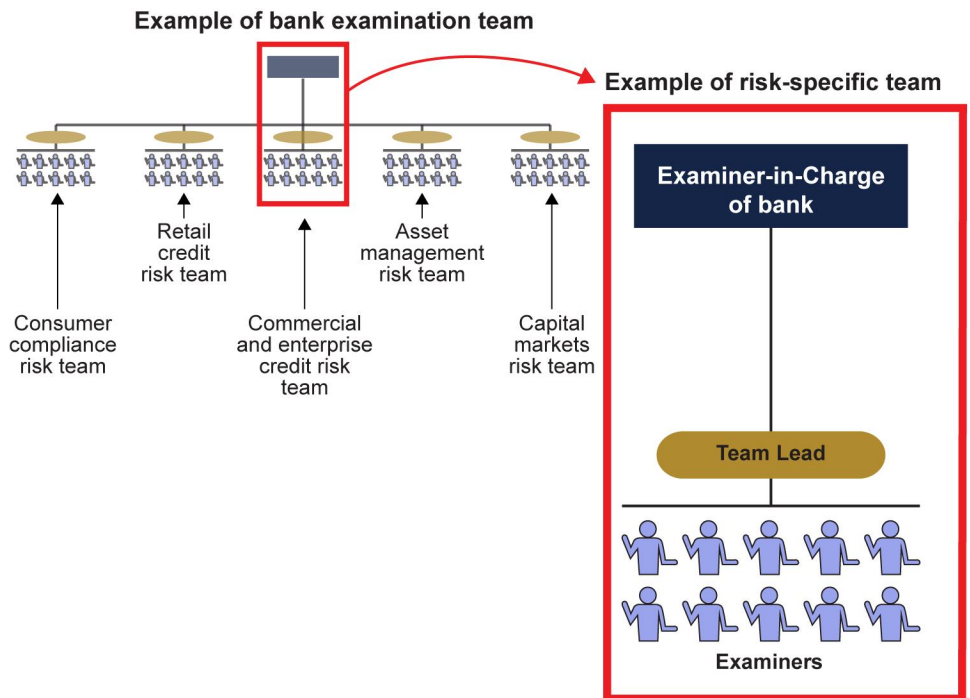 Example of bank examination team
Example of risk-specific team
Consumer
compliance
risk team
Retail
credit
risk team
Commercial
and enterprise
credit risk
team
Asset
management
risk team
Capital
markets
risk team
Examiner-in-Charge
of bank
Team Lead
Examiners